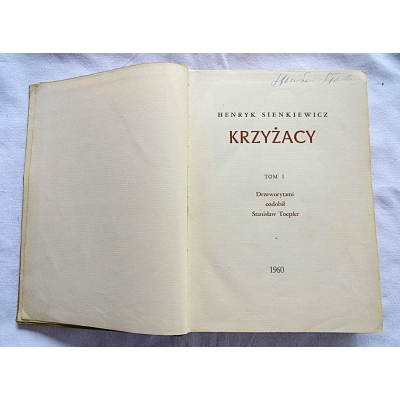 HENRYK SIENKIEWICZ
KRZYŻACY
TOM I
Drzeworytami
ozdobił
Stanisław Toepfer
1960